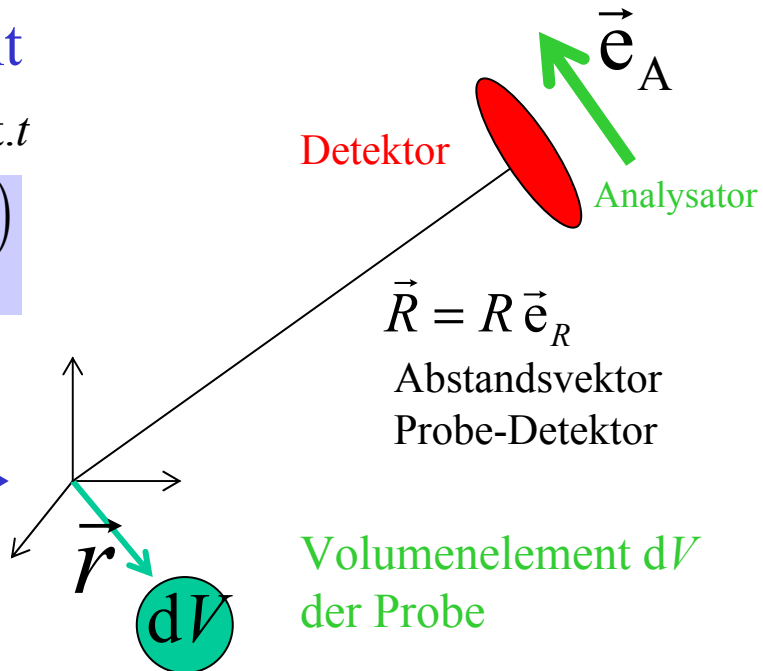 t
e⃗_A
.t
Detektor
)
Analysator
R⃗ = R e⃗_R
Abstandsvektor
Probe-Detektor
r⃗
Volumenelement dV
der Probe
dV